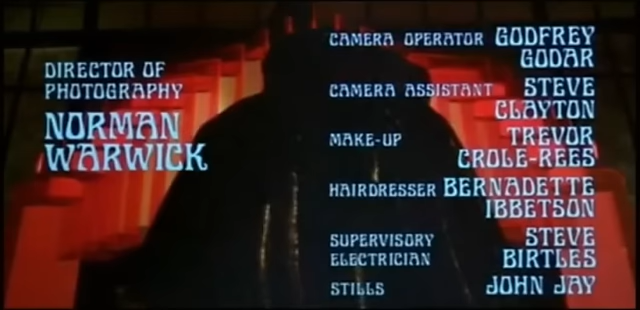 DIRECTOR OF
PHOTOGRAPHY
NORMAN
WARWICK
CAMERA OPERATOR GODFREY
GODAR
CAMERA ASSISTANT STEVE
CLAYTON
MAKE-UP TREVOR
CROLE-REES
HAIRDRESSER BERNADETTE
IBBETSON
SUPERVISORY STEVE
ELECTRICIAN BIRTLES
STILLS JOHN JAY